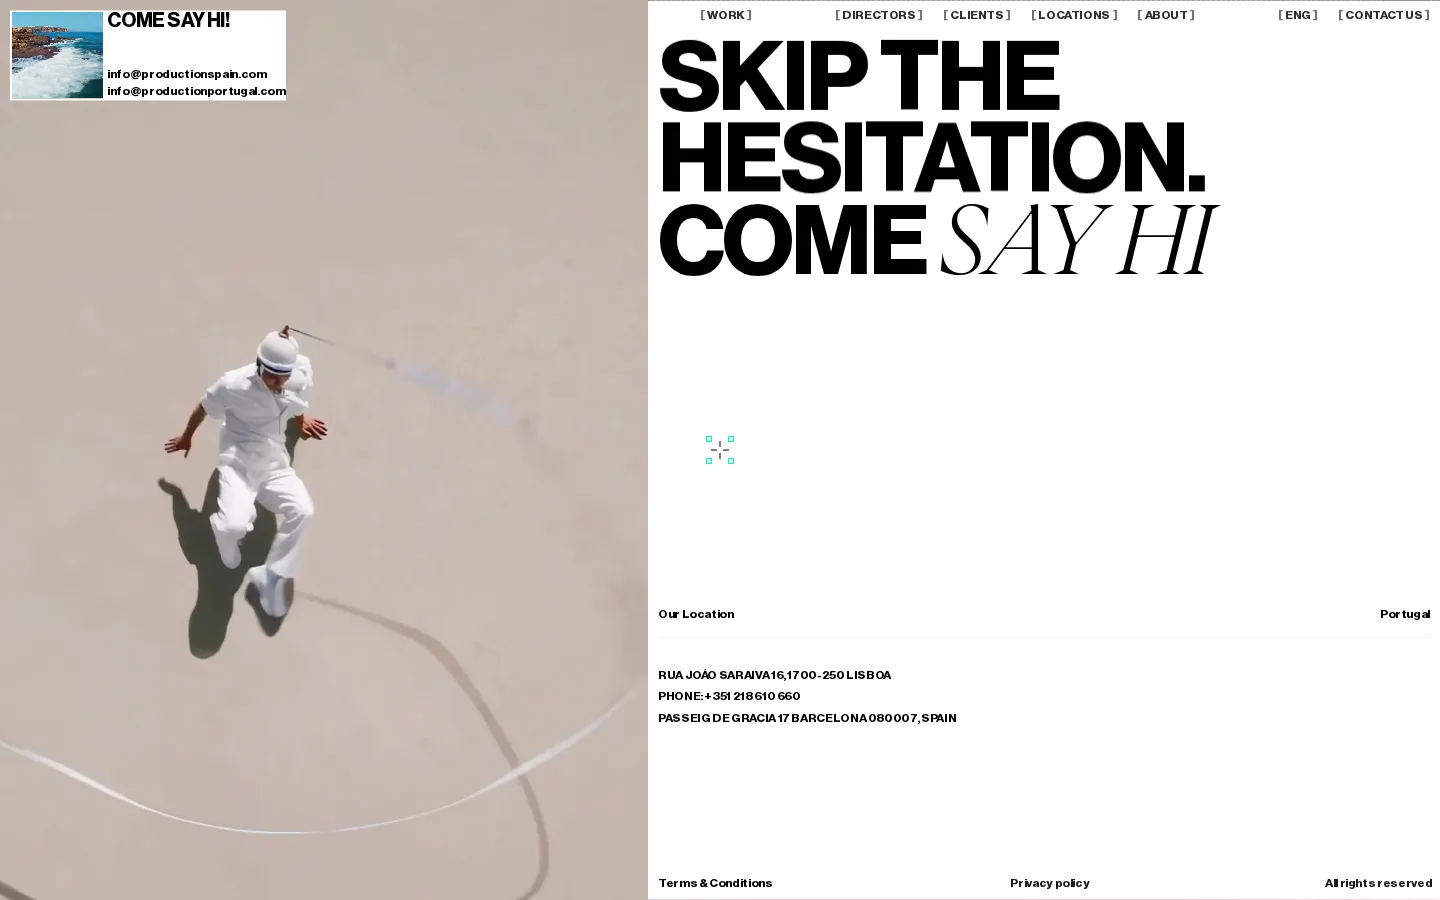 COME SAY HI!
info@productionspain.com
info@productionportugal.com
[ WORK ] [ DIRECTORS ] [ CLIENTS ] [ LOCATIONS ] [ ABOUT ] [ ENG ] [ CONTACT US ]
SKIP THE
HESITATION.
COME SAY HI
Our Location Portugal
RUA JOÃO SARAIVA 16, 1700-250 LISBOA
PHONE: +351 218 610 660
PASSEIG DE GRACIA 17 BARCELONA 080007, SPAIN
Terms & Conditions Privacy policy All rights reserved